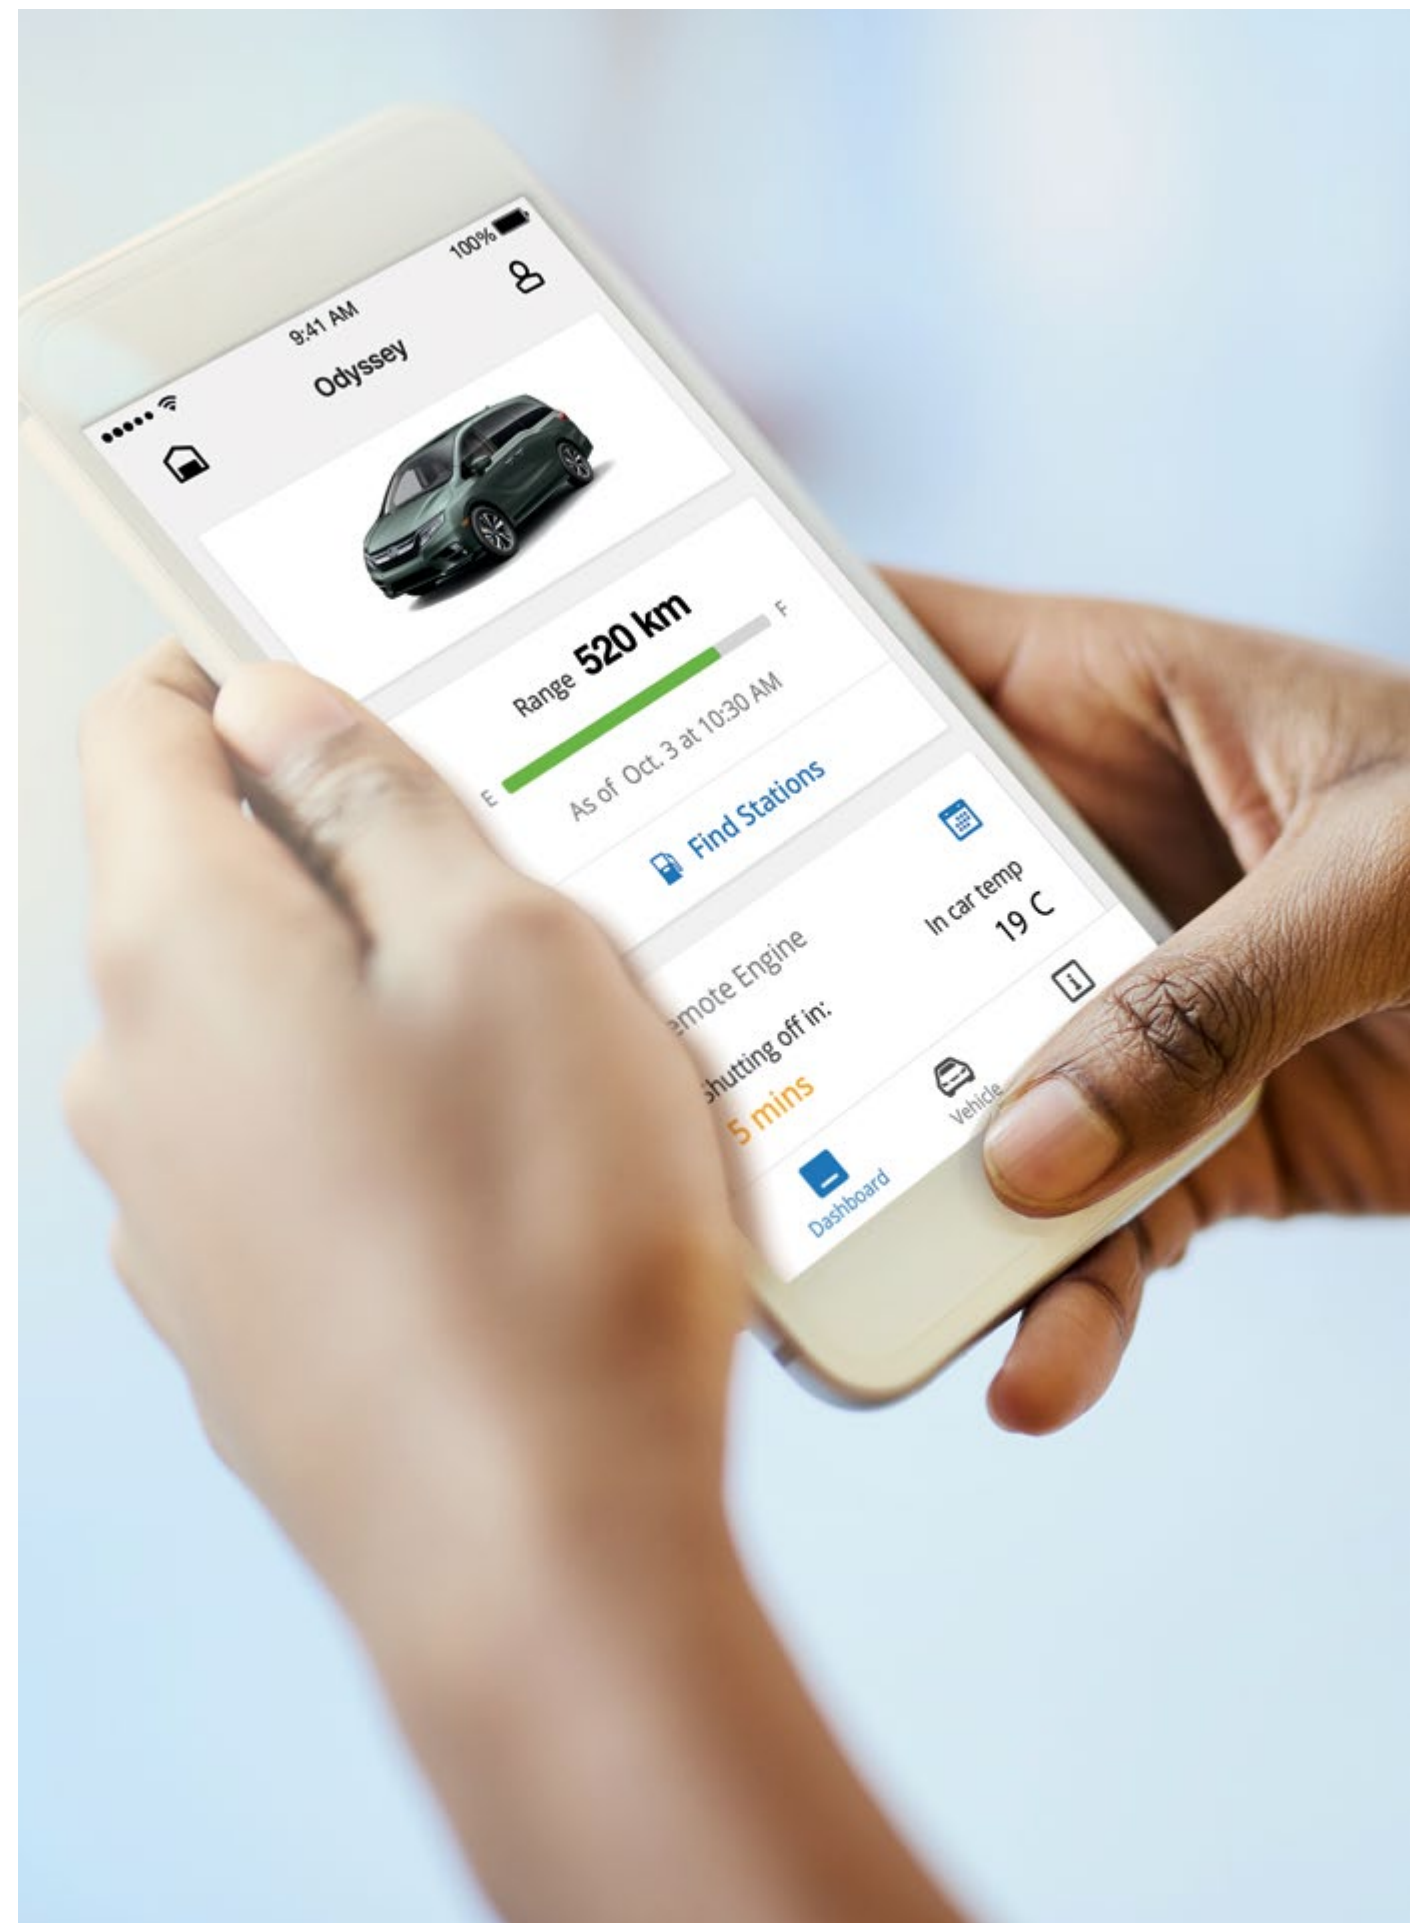 100%
9:41 AM
Odyssey
Range 520 km
E F
As of Oct. 3 at 10:30 AM
Find Stations
emote Engine
In car temp
19 C
Shutting off in:
5 mins
Dashboard
Vehicle